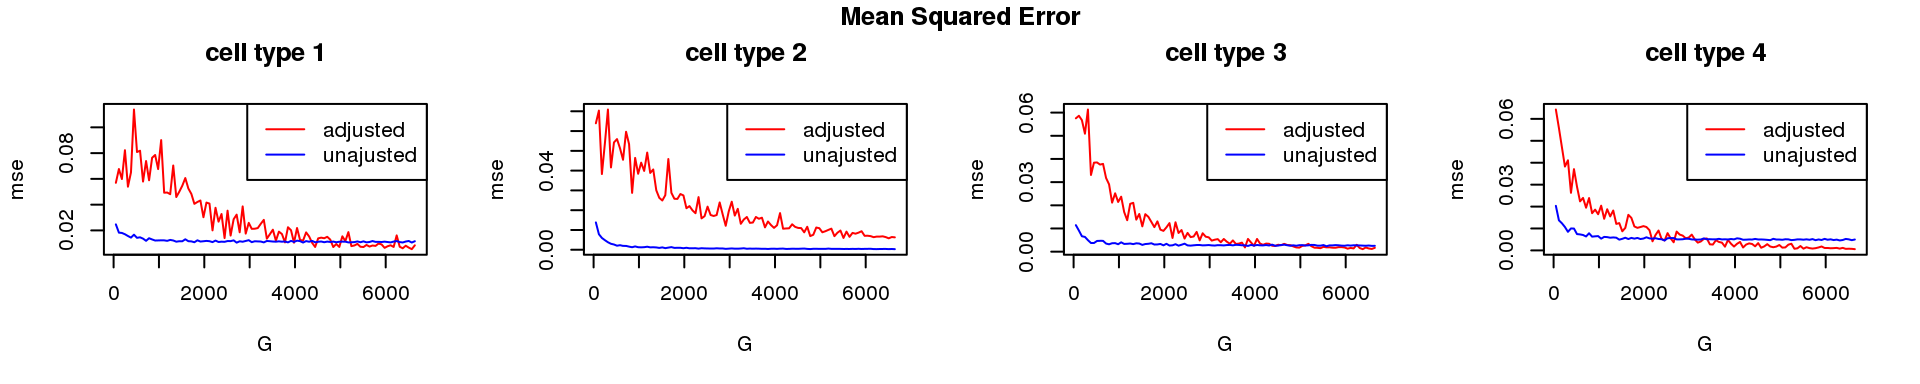 Mean Squared Error
cell type 1
mse
0.08
0.02
adjusted
unajusted
0 2000 4000 6000
G
cell type 2
mse
0.04
0.00
adjusted
unajusted
0 2000 4000 6000
G
cell type 3
mse
0.06
0.03
0.00
adjusted
unajusted
0 2000 4000 6000
G
cell type 4
mse
0.06
0.03
0.00
adjusted
unajusted
0 2000 4000 6000
G